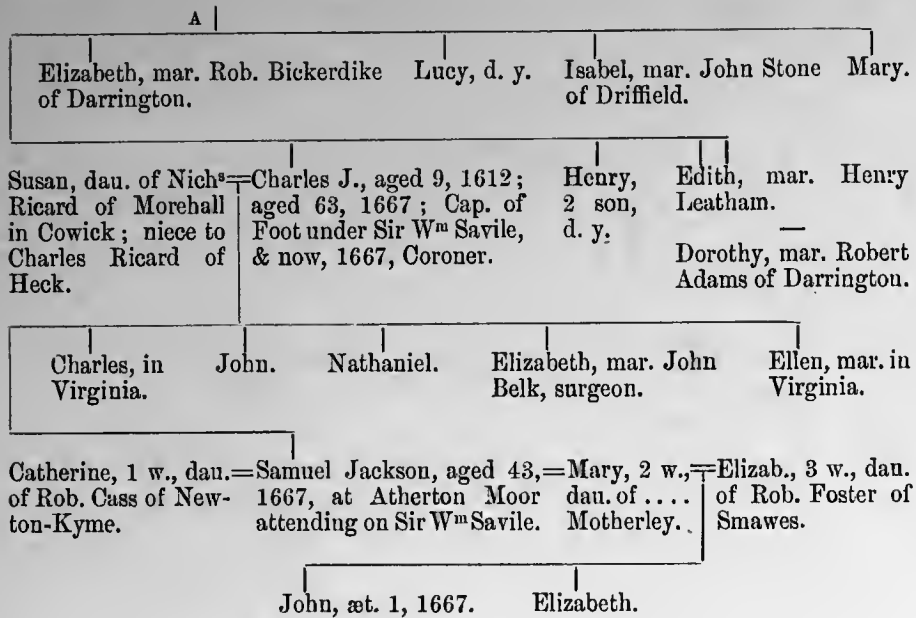 A
Elizabeth, mar. Rob. Bickerdike Lucy, d. y. Isabel, mar. John Stone Mary.
of Darrington. of Driffield.
Susan, dau. of Nichˢ=Charles J., aged 9, 1612; Henry, Edith, mar. Henry
Ricard of Morehall aged 63, 1667; Cap. of 2 son, Leatham.
in Cowick; niece to Foot under Sir Wᵐ Savile, d. y. —
Charles Ricard of & now, 1667, Coroner. Dorothy, mar. Robert
Heck. Adams of Darrington.
Charles, in John. Nathaniel. Elizabeth, mar. John Ellen, mar. in
Virginia. Belk, surgeon. Virginia.
Catherine, 1 w., dau.=Samuel Jackson, aged 43,=Mary, 2 w.,=Elizab., 3 w., dau.
of Rob. Cass of New- 1667, at Atherton Moor dau. of .... of Rob. Foster of
ton-Kyme. attending on Sir Wᵐ Savile. Motherley. Smawes.
John, æt. 1, 1667. Elizabeth.